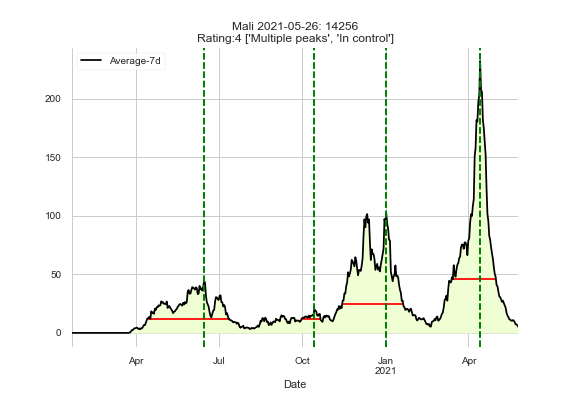 Mali 2021-05-26: 14256
Rating:4 ['Multiple peaks', 'In control']
Average-7d
200
150
100
50
0
Apr
Jul
Oct
Jan
2021
Apr
Date